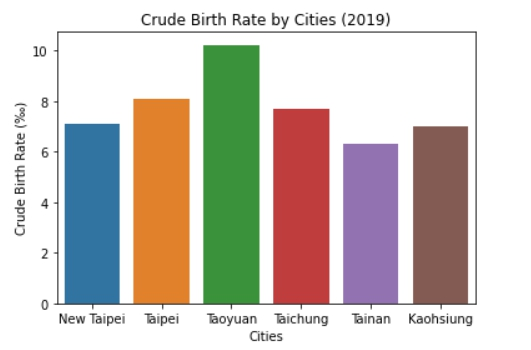 Crude Birth Rate by Cities (2019)
Crude Birth Rate (‰)
10
8
6
4
2
0
New Taipei Taipei Taoyuan Taichung Tainan Kaohsiung
Cities